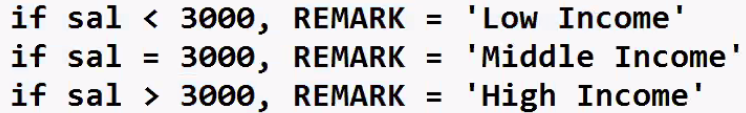 if sal < 3000, REMARK = 'Low Income'
if sal = 3000, REMARK = 'Middle Income'
if sal > 3000, REMARK = 'High Income'